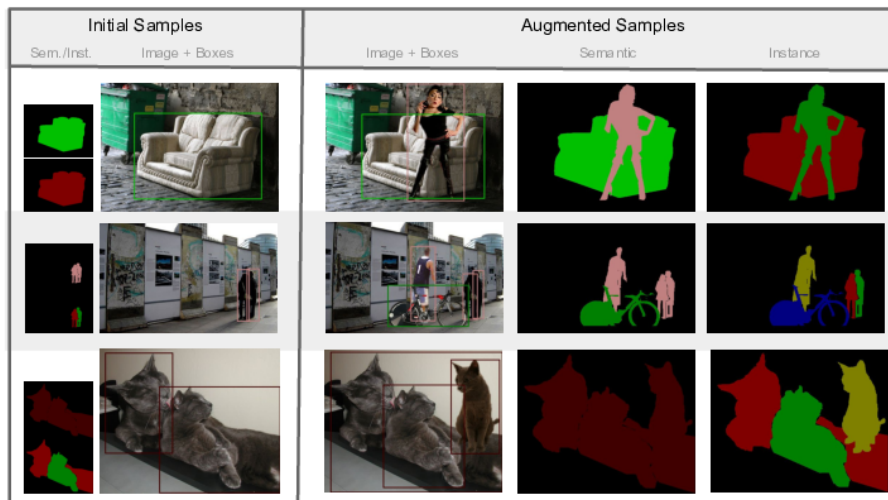 Initial Samples
Augmented Samples
Sem./Inst.
Image + Boxes
Image + Boxes
Semantic
Instance